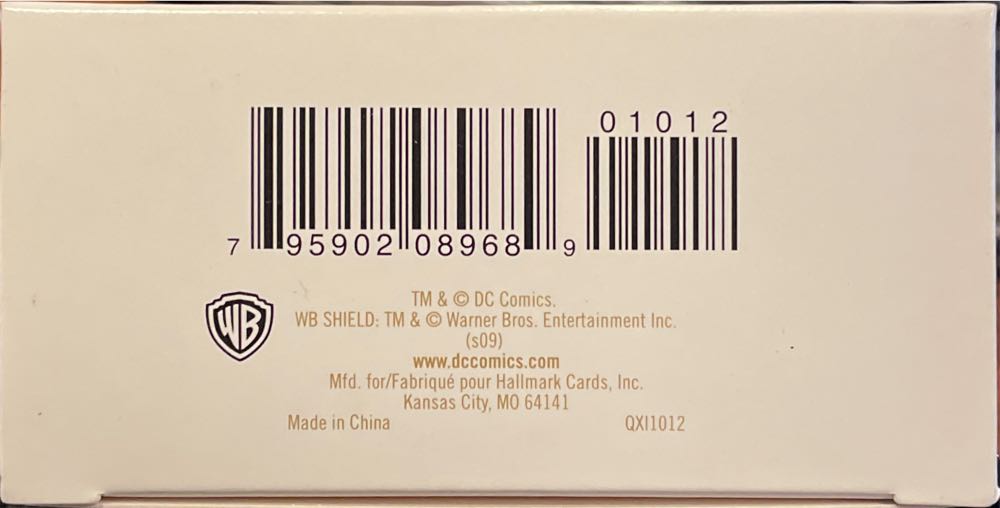 01012
7 95902 08968 9
WB
TM & © DC Comics.
WB SHIELD: TM & © Warner Bros. Entertainment Inc.
(s09)
www.dccomics.com
Mfd. for/Fabriqué pour Hallmark Cards, Inc.
Kansas City, MO 64141
Made in China QXI1012